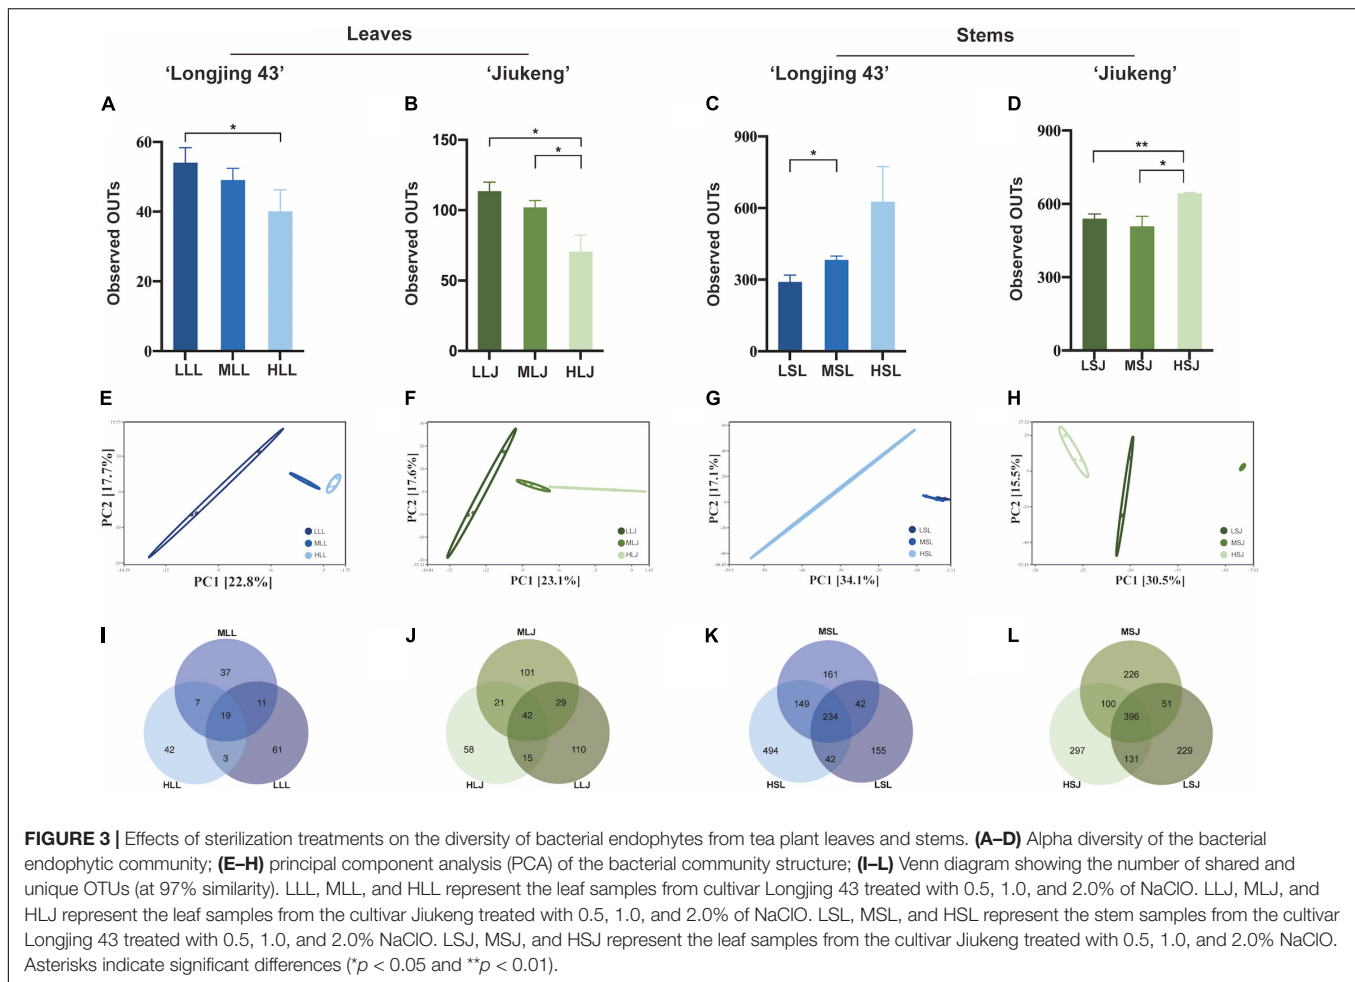 Leaves
Stems
'Longjing 43'
'Jiukeng'
'Longjing 43'
'Jiukeng'
A
Observed OUTs
60
40
20
0
*
LLL MLL HLL
B
Observed OUTs
150
100
50
0
*
*
LLJ MLJ HLJ
C
Observed OUTs
900
600
300
0
*
LSL MSL HSL
D
Observed OUTs
900
600
300
0
**
*
LSJ MSJ HSJ
E
PC2 [17.7%]
LLL
MLL
HLL
PC1 [22.8%]
F
PC2 [17.6%]
LLJ
MLJ
HLJ
PC1 [23.1%]
G
PC2 [17.1%]
LSL
MSL
HSL
PC1 [34.1%]
H
PC2 [15.5%]
LSJ
MSJ
HSJ
PC1 [30.5%]
I
MLL
37
7
11
19
42
3
61
HLL
LLL
J
MLJ
101
21
29
42
58
15
110
HLJ
LLJ
K
MSL
161
149
42
234
494
42
155
HSL
LSL
L
MSJ
226
100
51
396
297
131
229
HSJ
LSJ
FIGURE 3 | Effects of sterilization treatments on the diversity of bacterial endophytes from tea plant leaves and stems. (A–D) Alpha diversity of the bacterial
endophytic community; (E–H) principal component analysis (PCA) of the bacterial community structure; (I–L) Venn diagram showing the number of shared and
unique OTUs (at 97% similarity). LLL, MLL, and HLL represent the leaf samples from cultivar Longjing 43 treated with 0.5, 1.0, and 2.0% of NaClO. LLJ, MLJ, and
HLJ represent the leaf samples from the cultivar Jiukeng treated with 0.5, 1.0, and 2.0% of NaClO. LSL, MSL, and HSL represent the stem samples from the cultivar
Longjing 43 treated with 0.5, 1.0, and 2.0% NaClO. LSJ, MSJ, and HSJ represent the leaf samples from the cultivar Jiukeng treated with 0.5, 1.0, and 2.0% NaClO.
Asterisks indicate significant differences (*p < 0.05 and **p < 0.01).